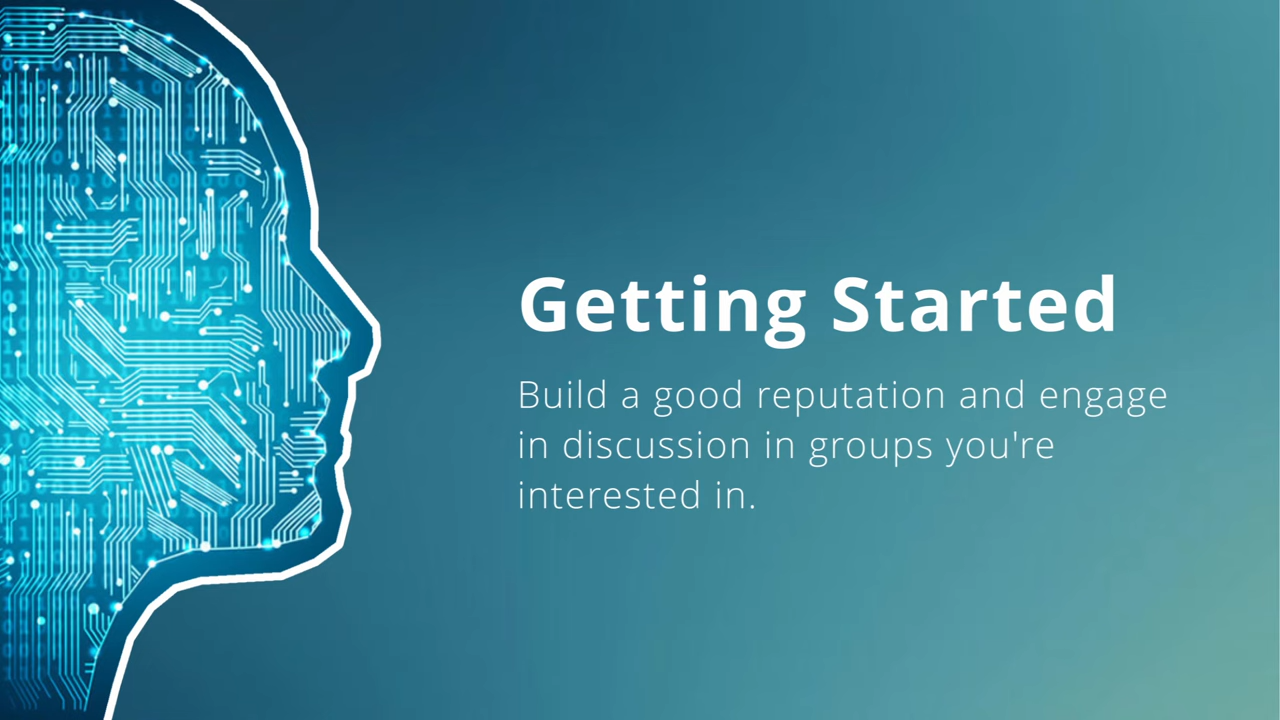 Getting Started
Build a good reputation and engage
in discussion in groups you're
interested in.